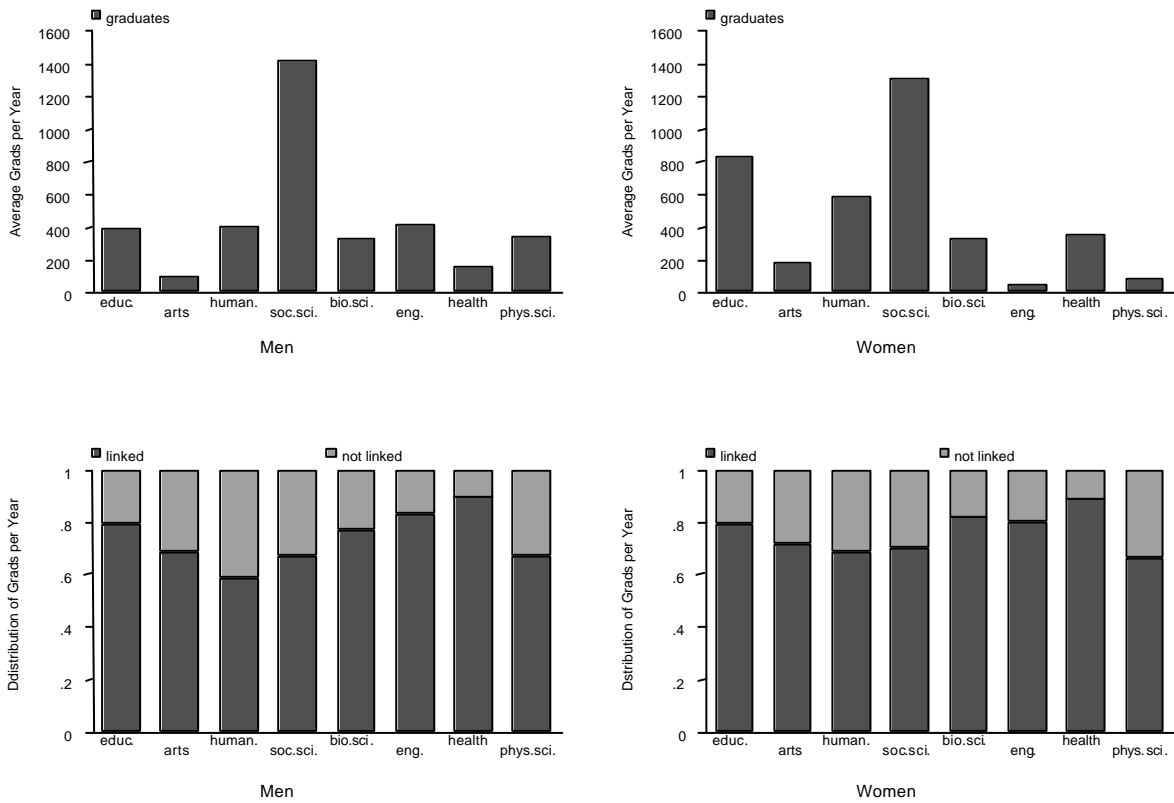 graduates
1600
1400
1200
1000
800
600
400
200
0
Average Grads per Year
educ.
arts
human.
soc.sci.
bio.sci.
eng.
health
phys.sci.
Men
graduates
1600
1400
1200
1000
800
600
400
200
0
Average Grads per Year
educ.
arts
human.
soc.sci.
bio.sci.
eng.
health
phys.sci.
Women
linked
not linked
1
.8
.6
.4
.2
0
Ddistribution of Grads per Year
educ.
arts
human.
soc.sci.
bio.sci.
eng.
health
phys.sci.
Men
linked
not linked
1
.8
.6
.4
.2
0
Dstribution of Grads per Year
educ.
arts
human.
soc.sci.
bio.sci.
eng.
health
phys.sci.
Women